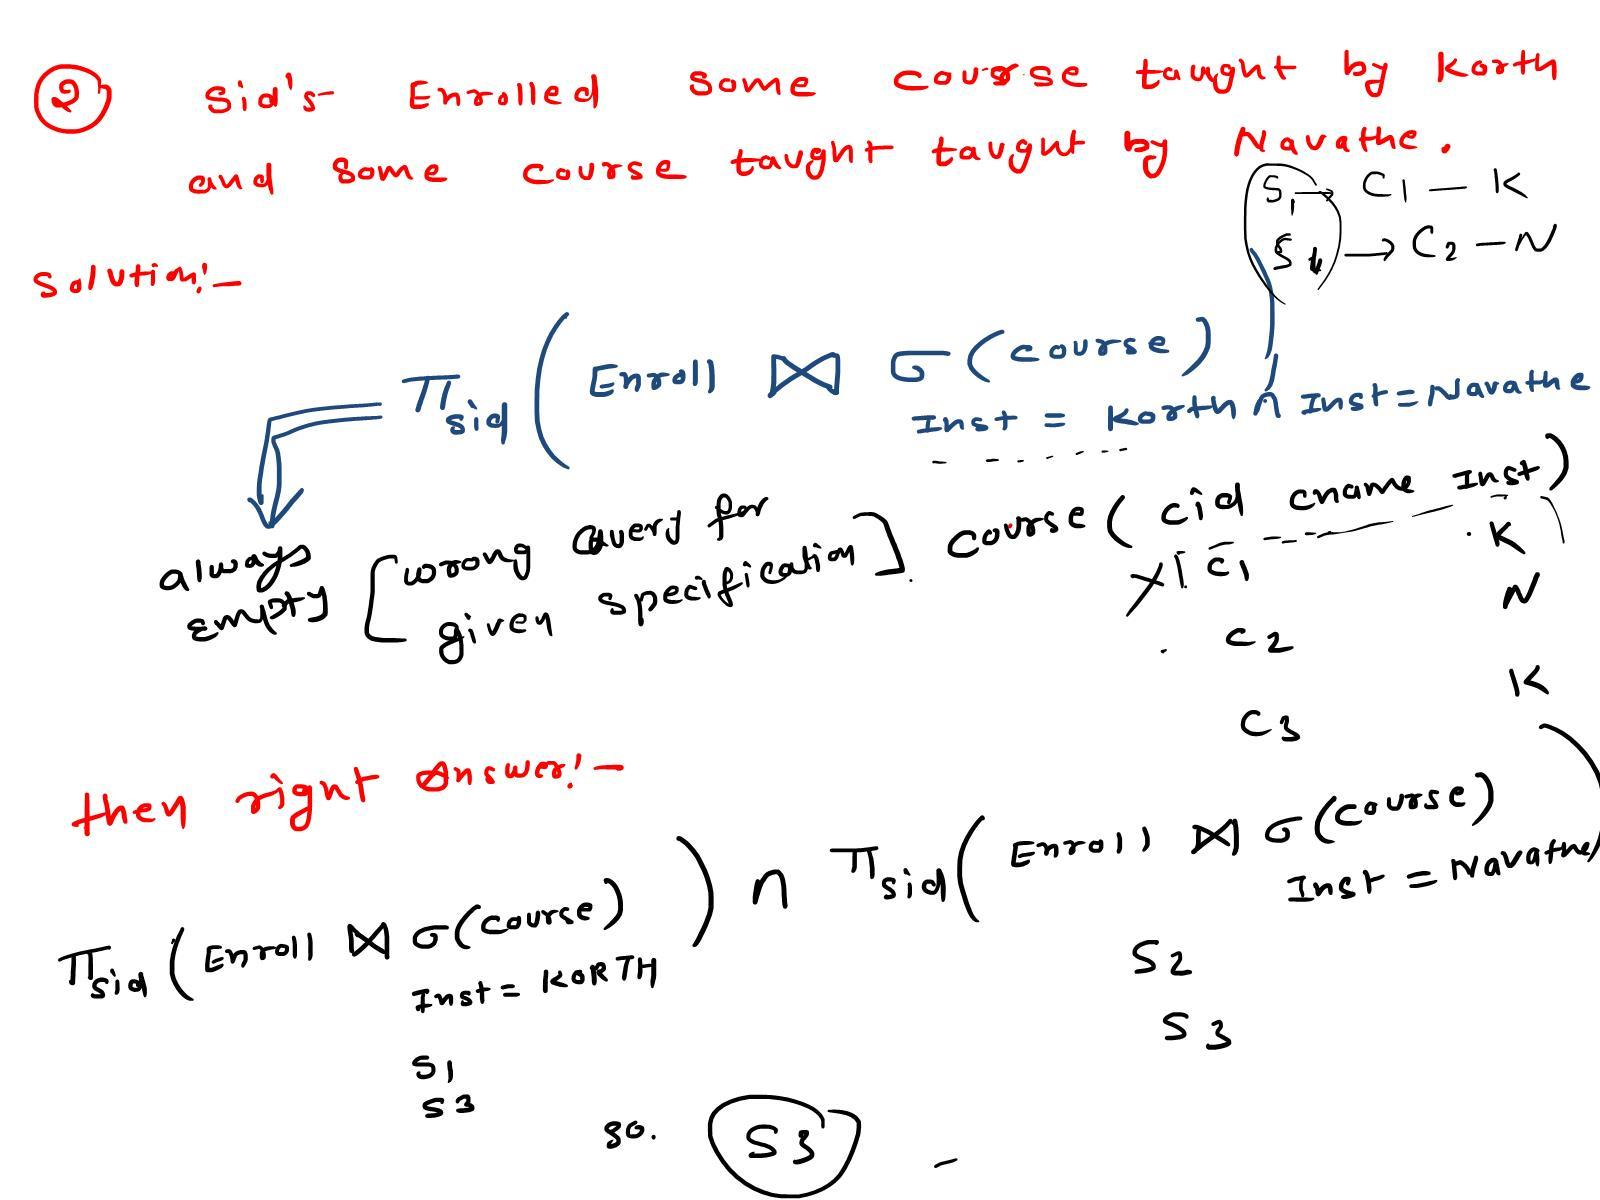 ② Sid's- Enrolled some course taught by Korth
and some course taught taught by Navathe.
S1 → C1 - K
S1 → C2 - N
Solution:-
π sid ( Enroll ⋈ σ (course)
Inst = Korth ∩ Inst = Navathe
always empty [wrong Query for given specification]
course ( cid cname Inst )
C1 K
C2 N
C3 K
then right Answer:-
π sid ( Enroll ⋈ σ (course) ) ∩ π sid ( Enroll ⋈ σ (course)
Inst = KORTH
Inst = Navathe )
S1
S3
S2
S3
so. S3